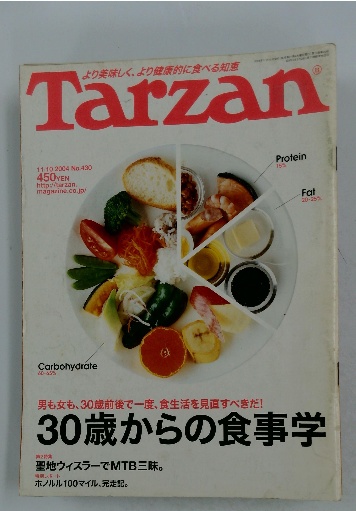 より美味しく、より健康的に食べる知恵
Tarzan
11・10 2004 No.430
450YEN
http://tarzan.
magazine.co.jp/
Protein
15%
Fat
20-25%
Carbohydrate
60-65%
男も女も、30歳前後で一度、食生活を見直すべきだ!
30歳からの食事学
聖地ウィスラーでMTB三昧。
ホノルル100マイル、完走記。